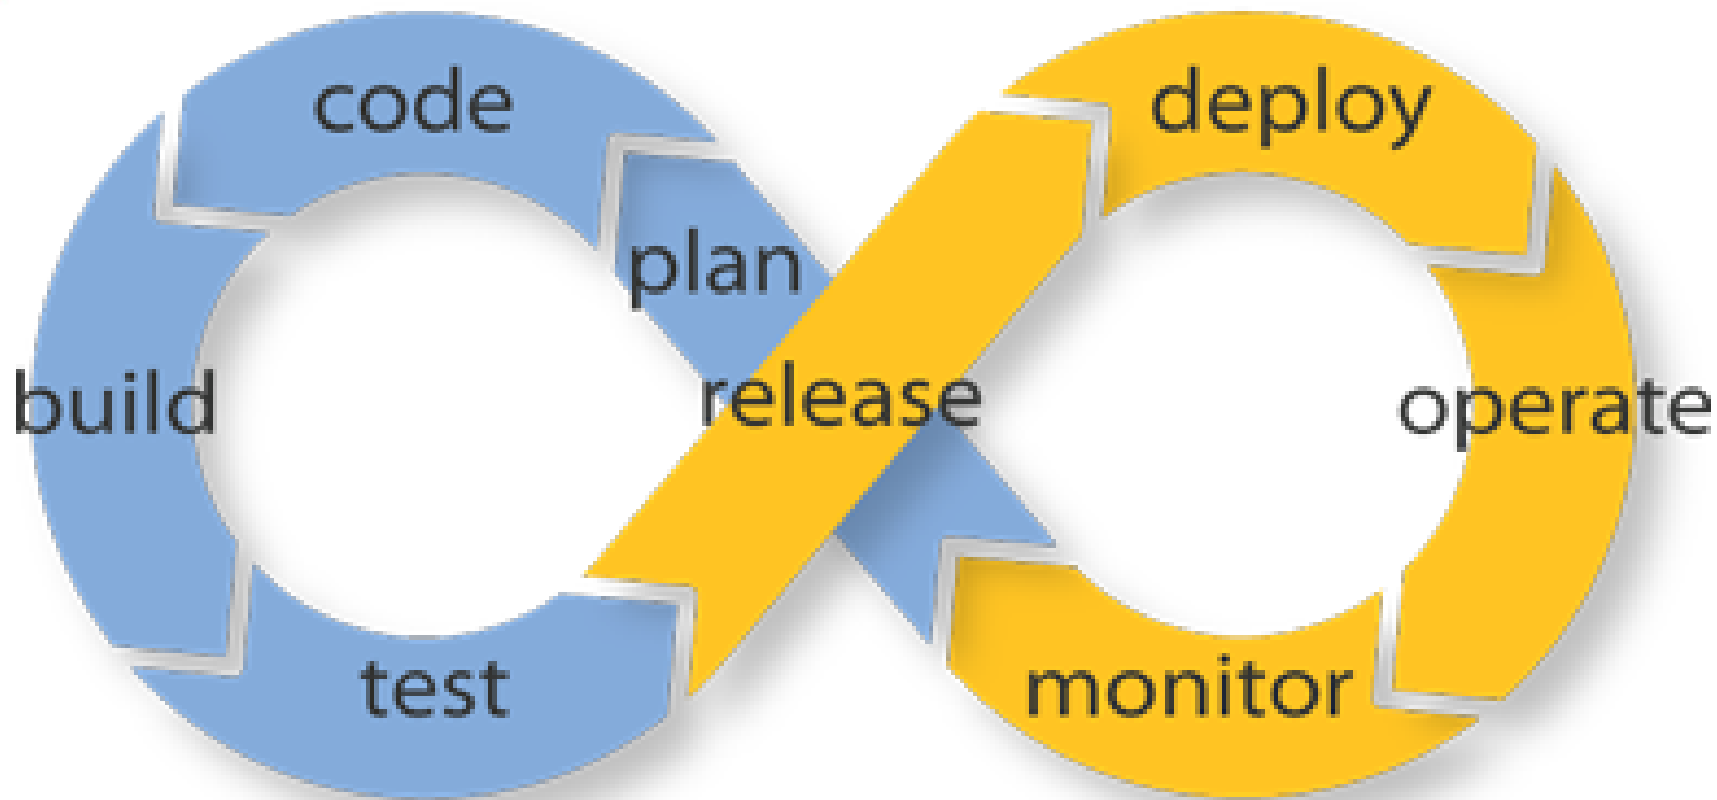 code
deploy
plan
build
release
operate
test
monitor